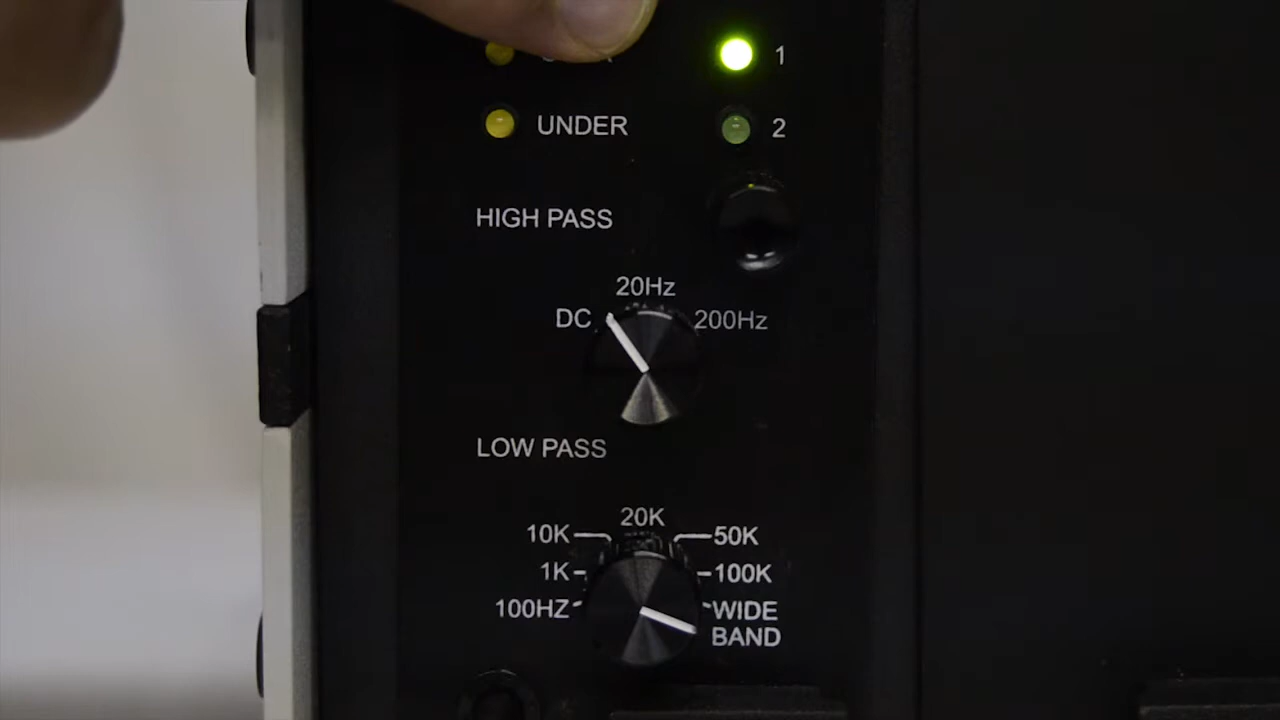 1
UNDER 2
HIGH PASS
20Hz
DC 200Hz
LOW PASS
20K
10K 50K
1K 100K
100HZ WIDE
BAND